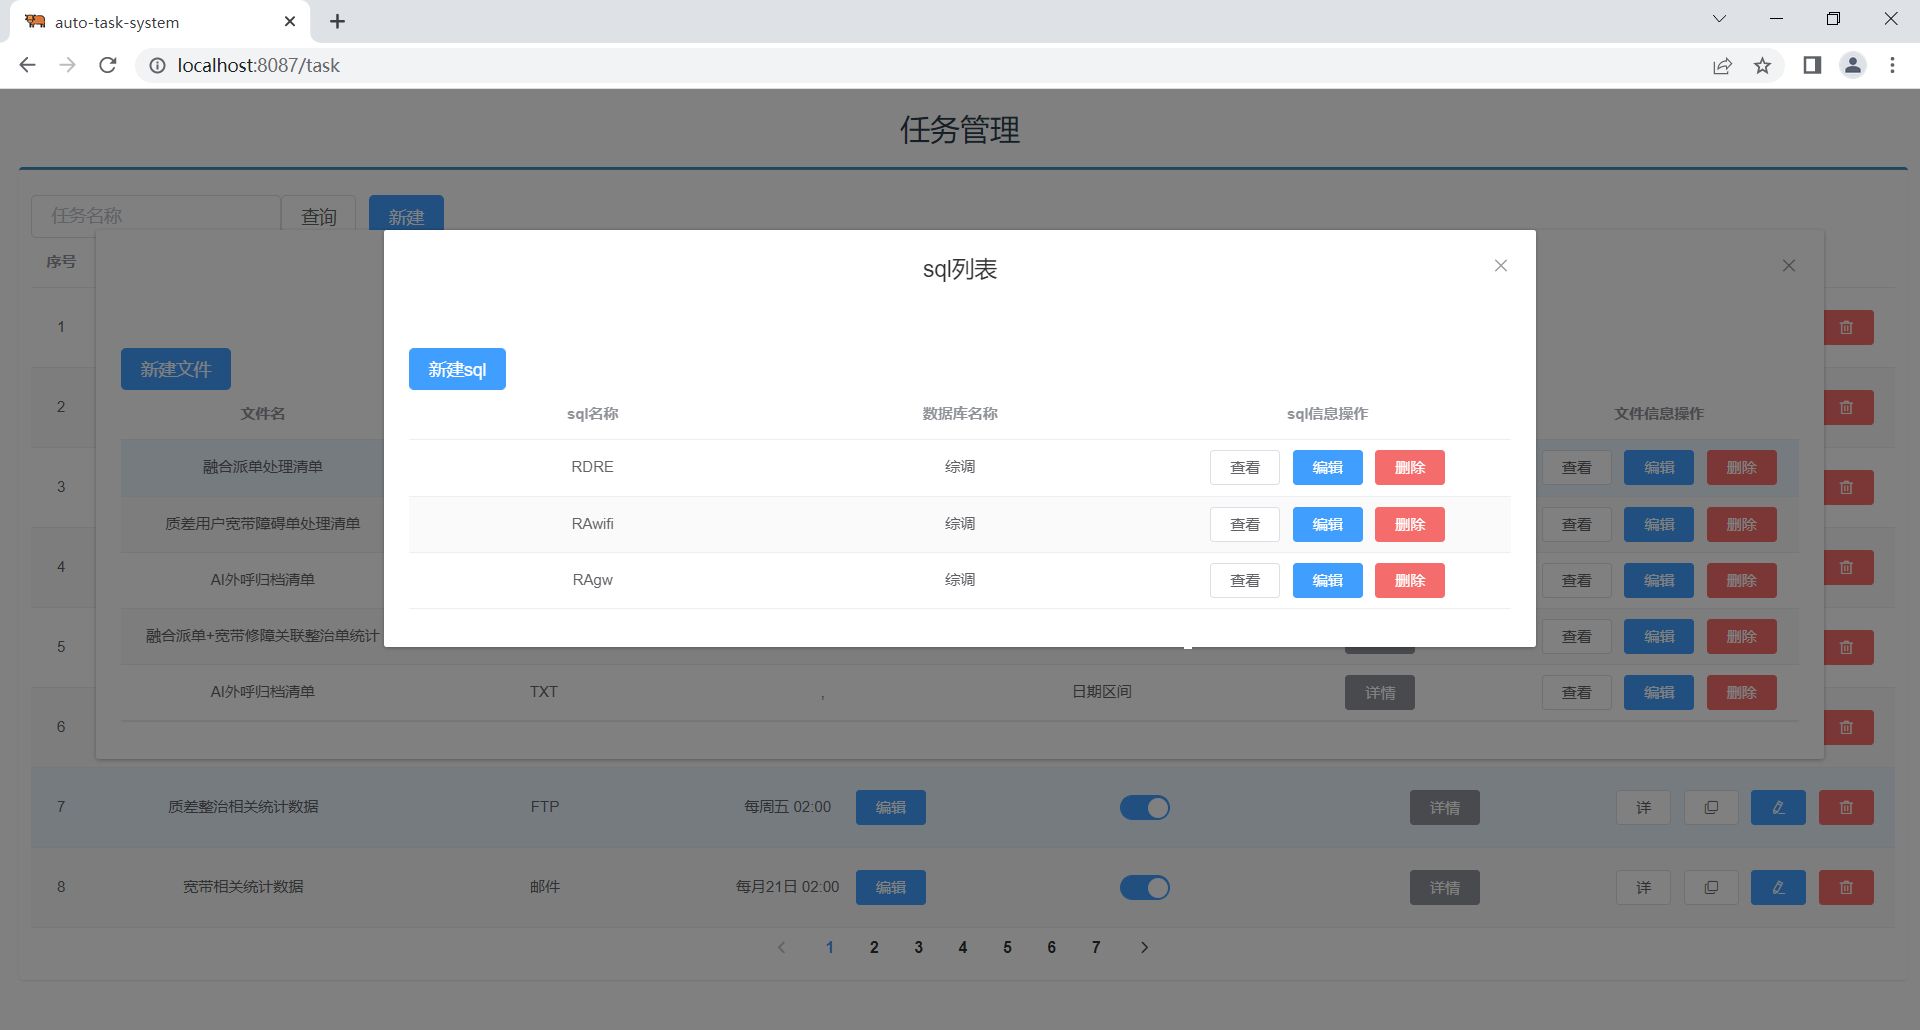 auto-task-system
localhost:8087/task
任务管理
任务名称 查询 新建
序号
sql列表
新建文件
新建sql
文件名 sql名称 数据库名称 sql信息操作 文件信息操作
1
2
3
4
5
6
融合派单处理清单 RDRE 综调 查看 编辑 删除 查看 编辑 删除
质差用户宽带障碍单处理清单 RAwifi 综调 查看 编辑 删除 查看 编辑 删除
AI外呼归档清单 RAgw 综调 查看 编辑 删除 查看 编辑 删除
融合派单+宽带修障关联整治单统计 查看 编辑 删除
AI外呼归档清单 TXT , 日期区间 详情 查看 编辑 删除
7 质差整治相关统计数据 FTP 每周五 02:00 编辑 详情 详
8 宽带相关统计数据 邮件 每月21日 02:00 编辑 详情 详
1 2 3 4 5 6 7